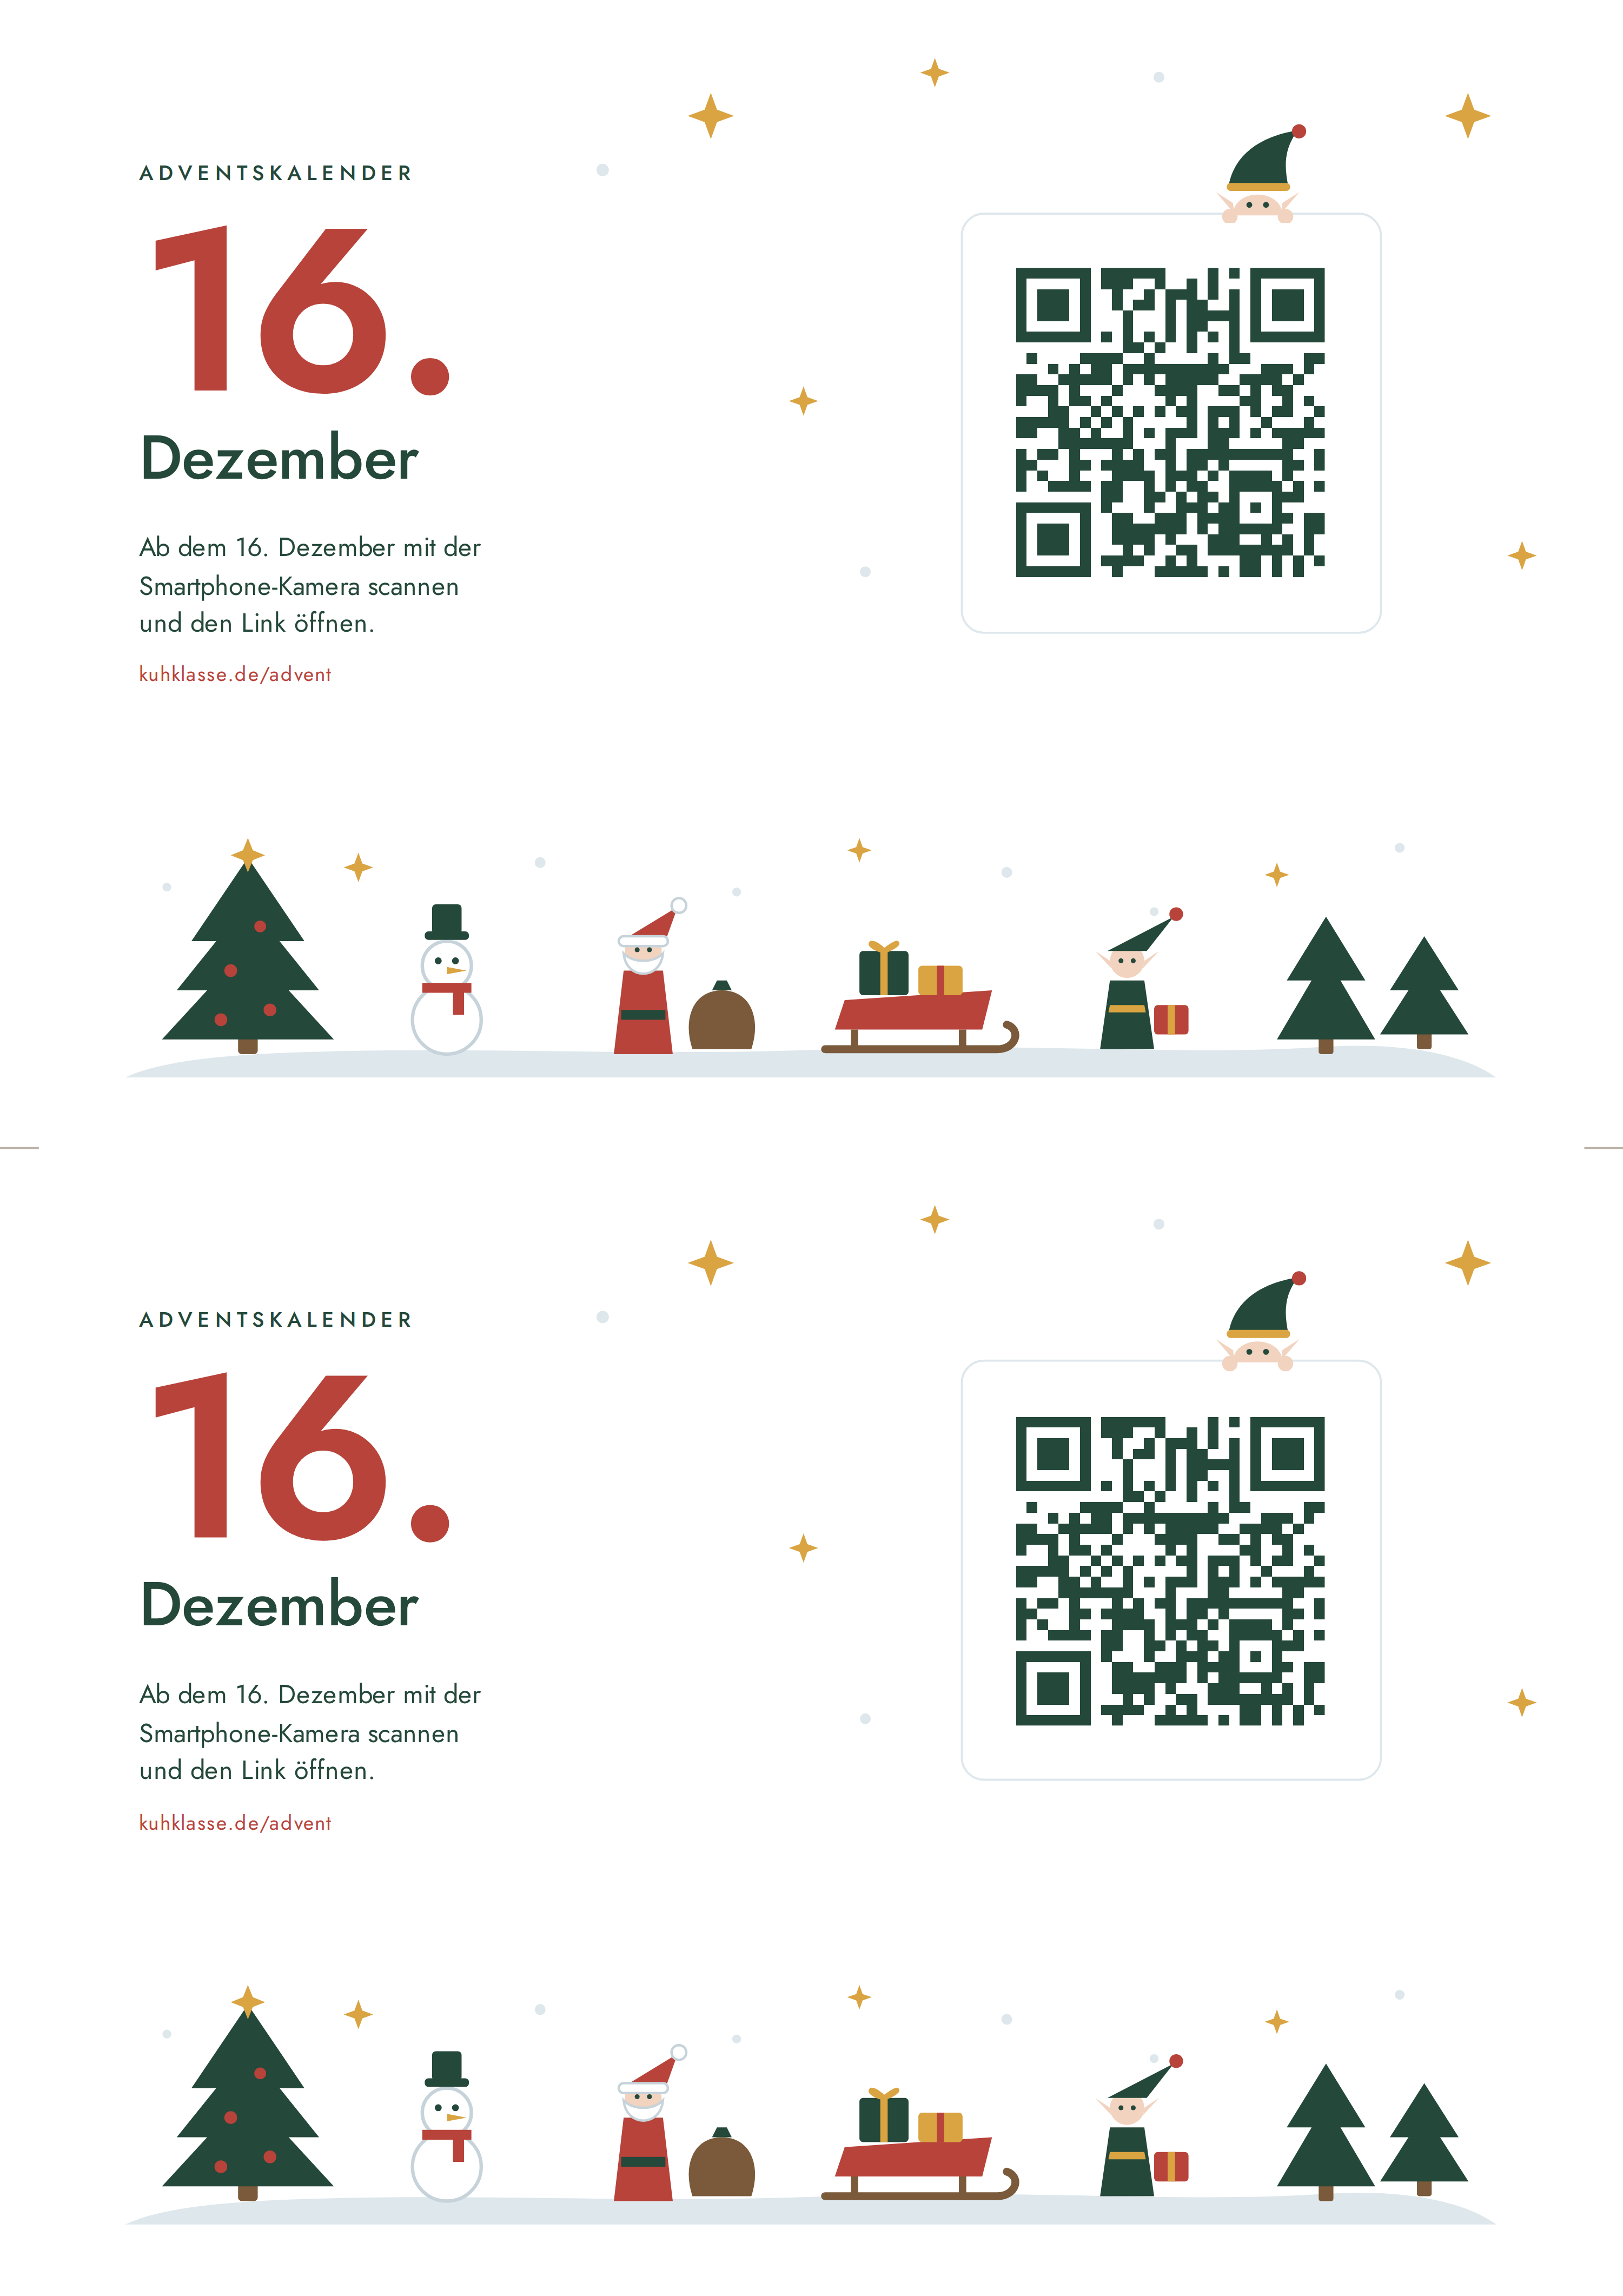 ADVENTSKALENDER
16.
Dezember
Ab dem 16. Dezember mit der
Smartphone-Kamera scannen
und den Link öffnen.
kuhklasse.de/advent
ADVENTSKALENDER
16.
Dezember
Ab dem 16. Dezember mit der
Smartphone-Kamera scannen
und den Link öffnen.
kuhklasse.de/advent